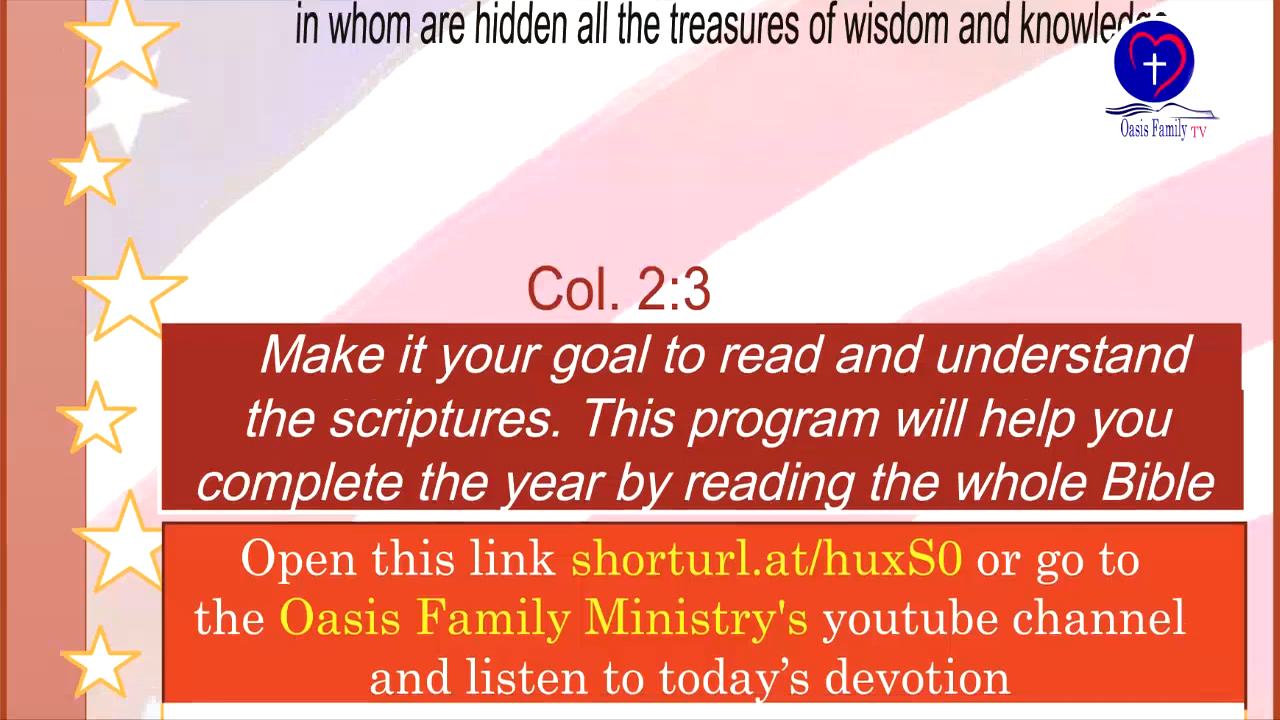 in whom are hidden all the treasures of wisdom and knowledge
Oasis Family TV
Col. 2:3
Make it your goal to read and understand
the scriptures. This program will help you
complete the year by reading the whole Bible
Open this link shorturl.at/huxS0 or go to
the Oasis Family Ministry's youtube channel
and listen to today’s devotion